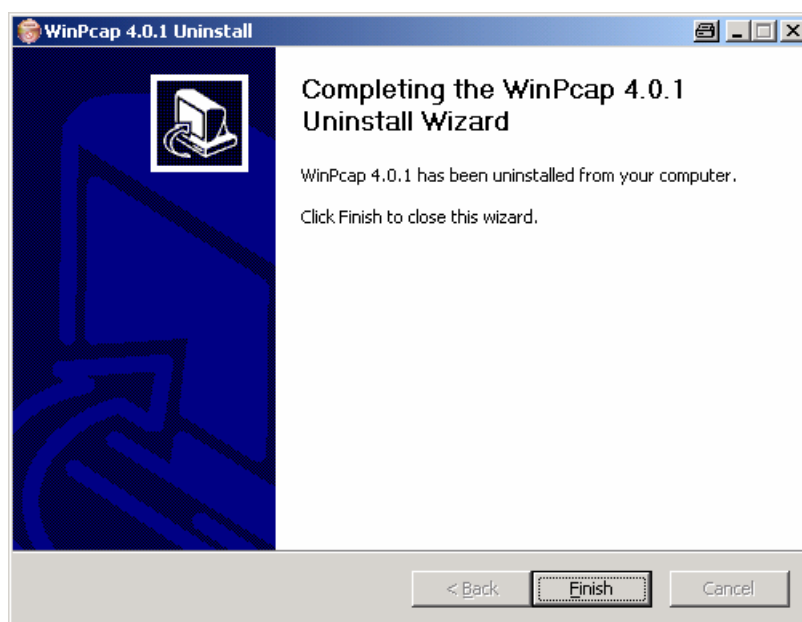 WinPcap 4.0.1 Uninstall
Completing the WinPcap 4.0.1
Uninstall Wizard
WinPcap 4.0.1 has been uninstalled from your computer.
Click Finish to close this wizard.
< Back
Finish
Cancel